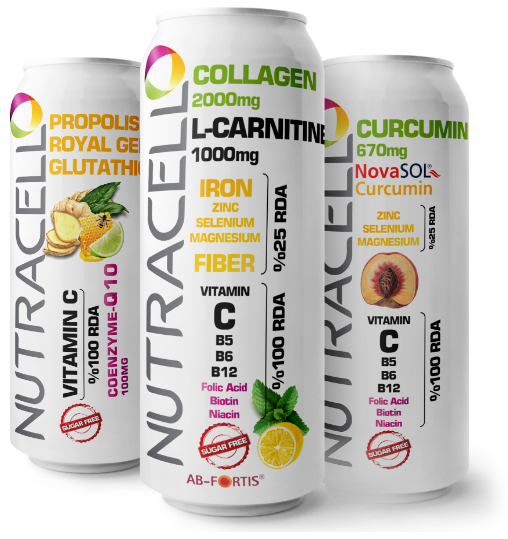 NUTRACELL
PROPOLIS
ROYAL GE
GLUTATHIO
VITAMIN C
%100 RDA
COENZYME-Q10
100MG
SUGAR FREE
NUTRACELLO
COLLAGEN
2000mg
L-CARNITINE
1000mg
IRON
ZINC
SELENIUM
MAGNESIUM
FIBER
%25 RDA
VITAMIN
C
B5
B6
B12
Folic Acid
Biotin
Niacin
%100 RDA
SUGAR FREE
AB-FORTIS®
NUTRACELL
CURCUMIN
670mg
NovaSOL®
Curcumin
ZINC
SELENIUM
MAGNESIUM
%25 RDA
VITAMIN
C
B5
B6
B12
Folic Acid
Biotin
Niacin
%100 RDA
SUGAR FREE